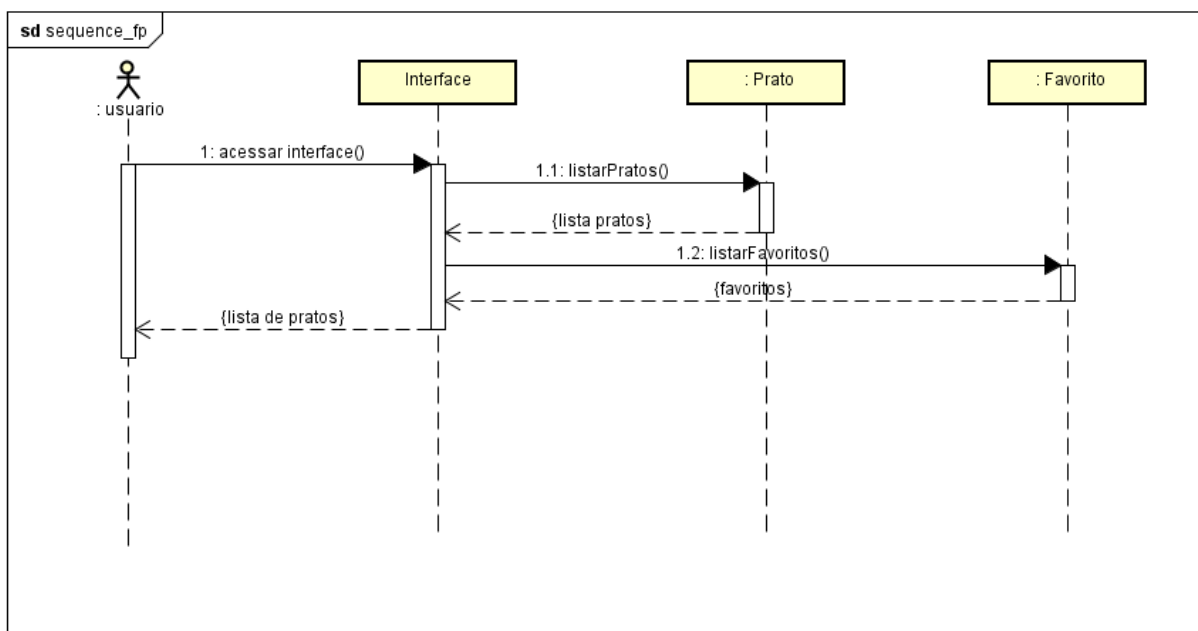 sd sequence_fp
: usuario
Interface
: Prato
: Favorito
1: acessar interface()
1.1: listarPratos()
{lista pratos}
1.2: listarFavoritos()
{favoritos}
{lista de pratos}